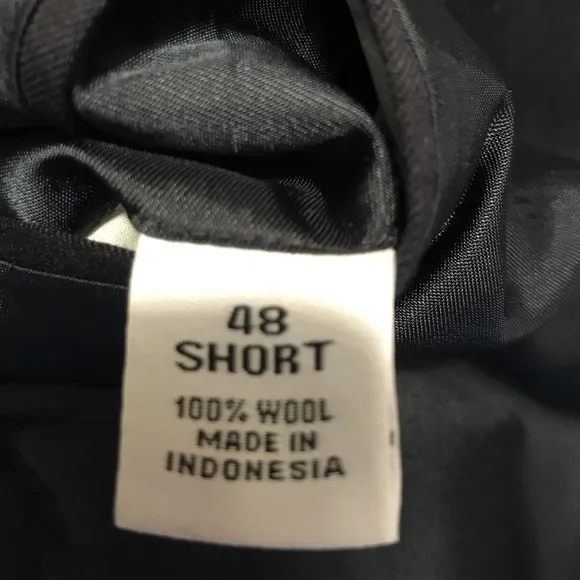 48
SHORT
100% WOOL
MADE IN
INDONESIA